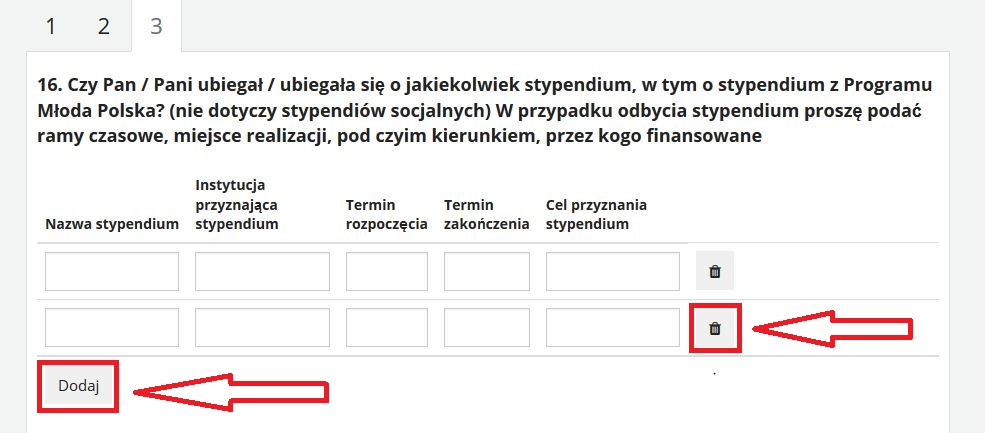 1 2 3
16. Czy Pan / Pani ubiegał / ubiegała się o jakiekolwiek stypendium, w tym o stypendium z Programu
Młoda Polska? (nie dotyczy stypendiów socjalnych) W przypadku odbycia stypendium proszę podać
ramy czasowe, miejsce realizacji, pod czyim kierunkiem, przez kogo finansowane
Nazwa stypendium
Instytucja
przyznająca
stypendium
Termin
rozpoczęcia
Termin
zakończenia
Cel przyznania
stypendium
Dodaj